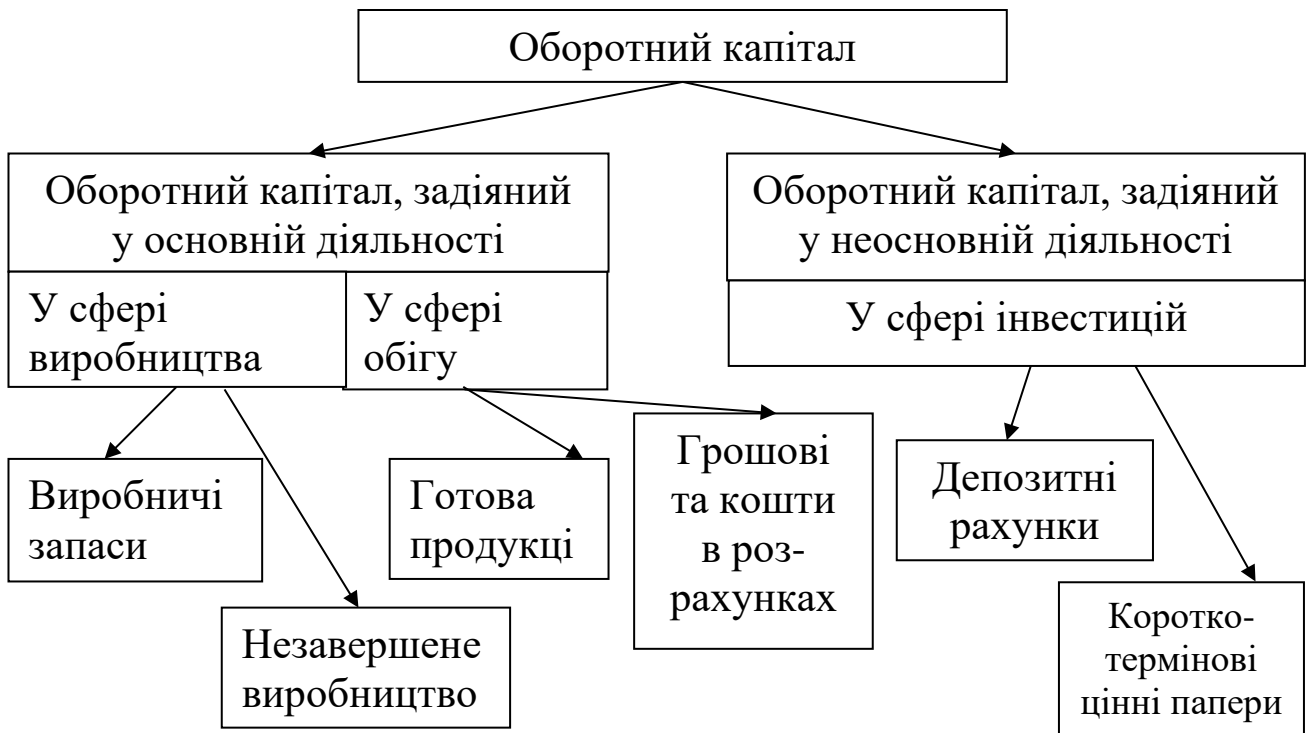 Оборотний капітал
Оборотний капітал, задіяний
у основній діяльності
Оборотний капітал, задіяний
у неосновній діяльності
У сфері
виробництва
У сфері
обігу
У сфері інвестицій
Виробничі
запаси
Незавершене
виробництво
Готова
продукці
Грошові
та кошти
в роз-
рахунках
Депозитні
рахунки
Коротко-
термінові
цінні папери